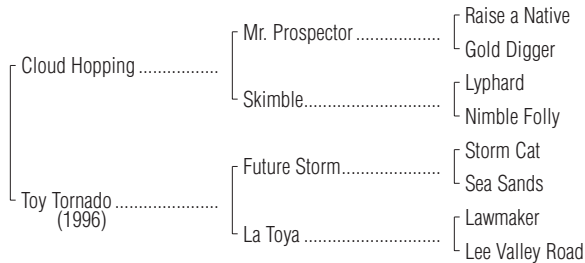 Raise a Native
Mr. Prospector ..................
Gold Digger
Cloud Hopping .................
Lyphard
Skimble.............................
Nimble Folly
Storm Cat
Future Storm.....................
Sea Sands
Toy Tornado ......................
(1996)
Lawmaker
La Toya .............................
Lee Valley Road